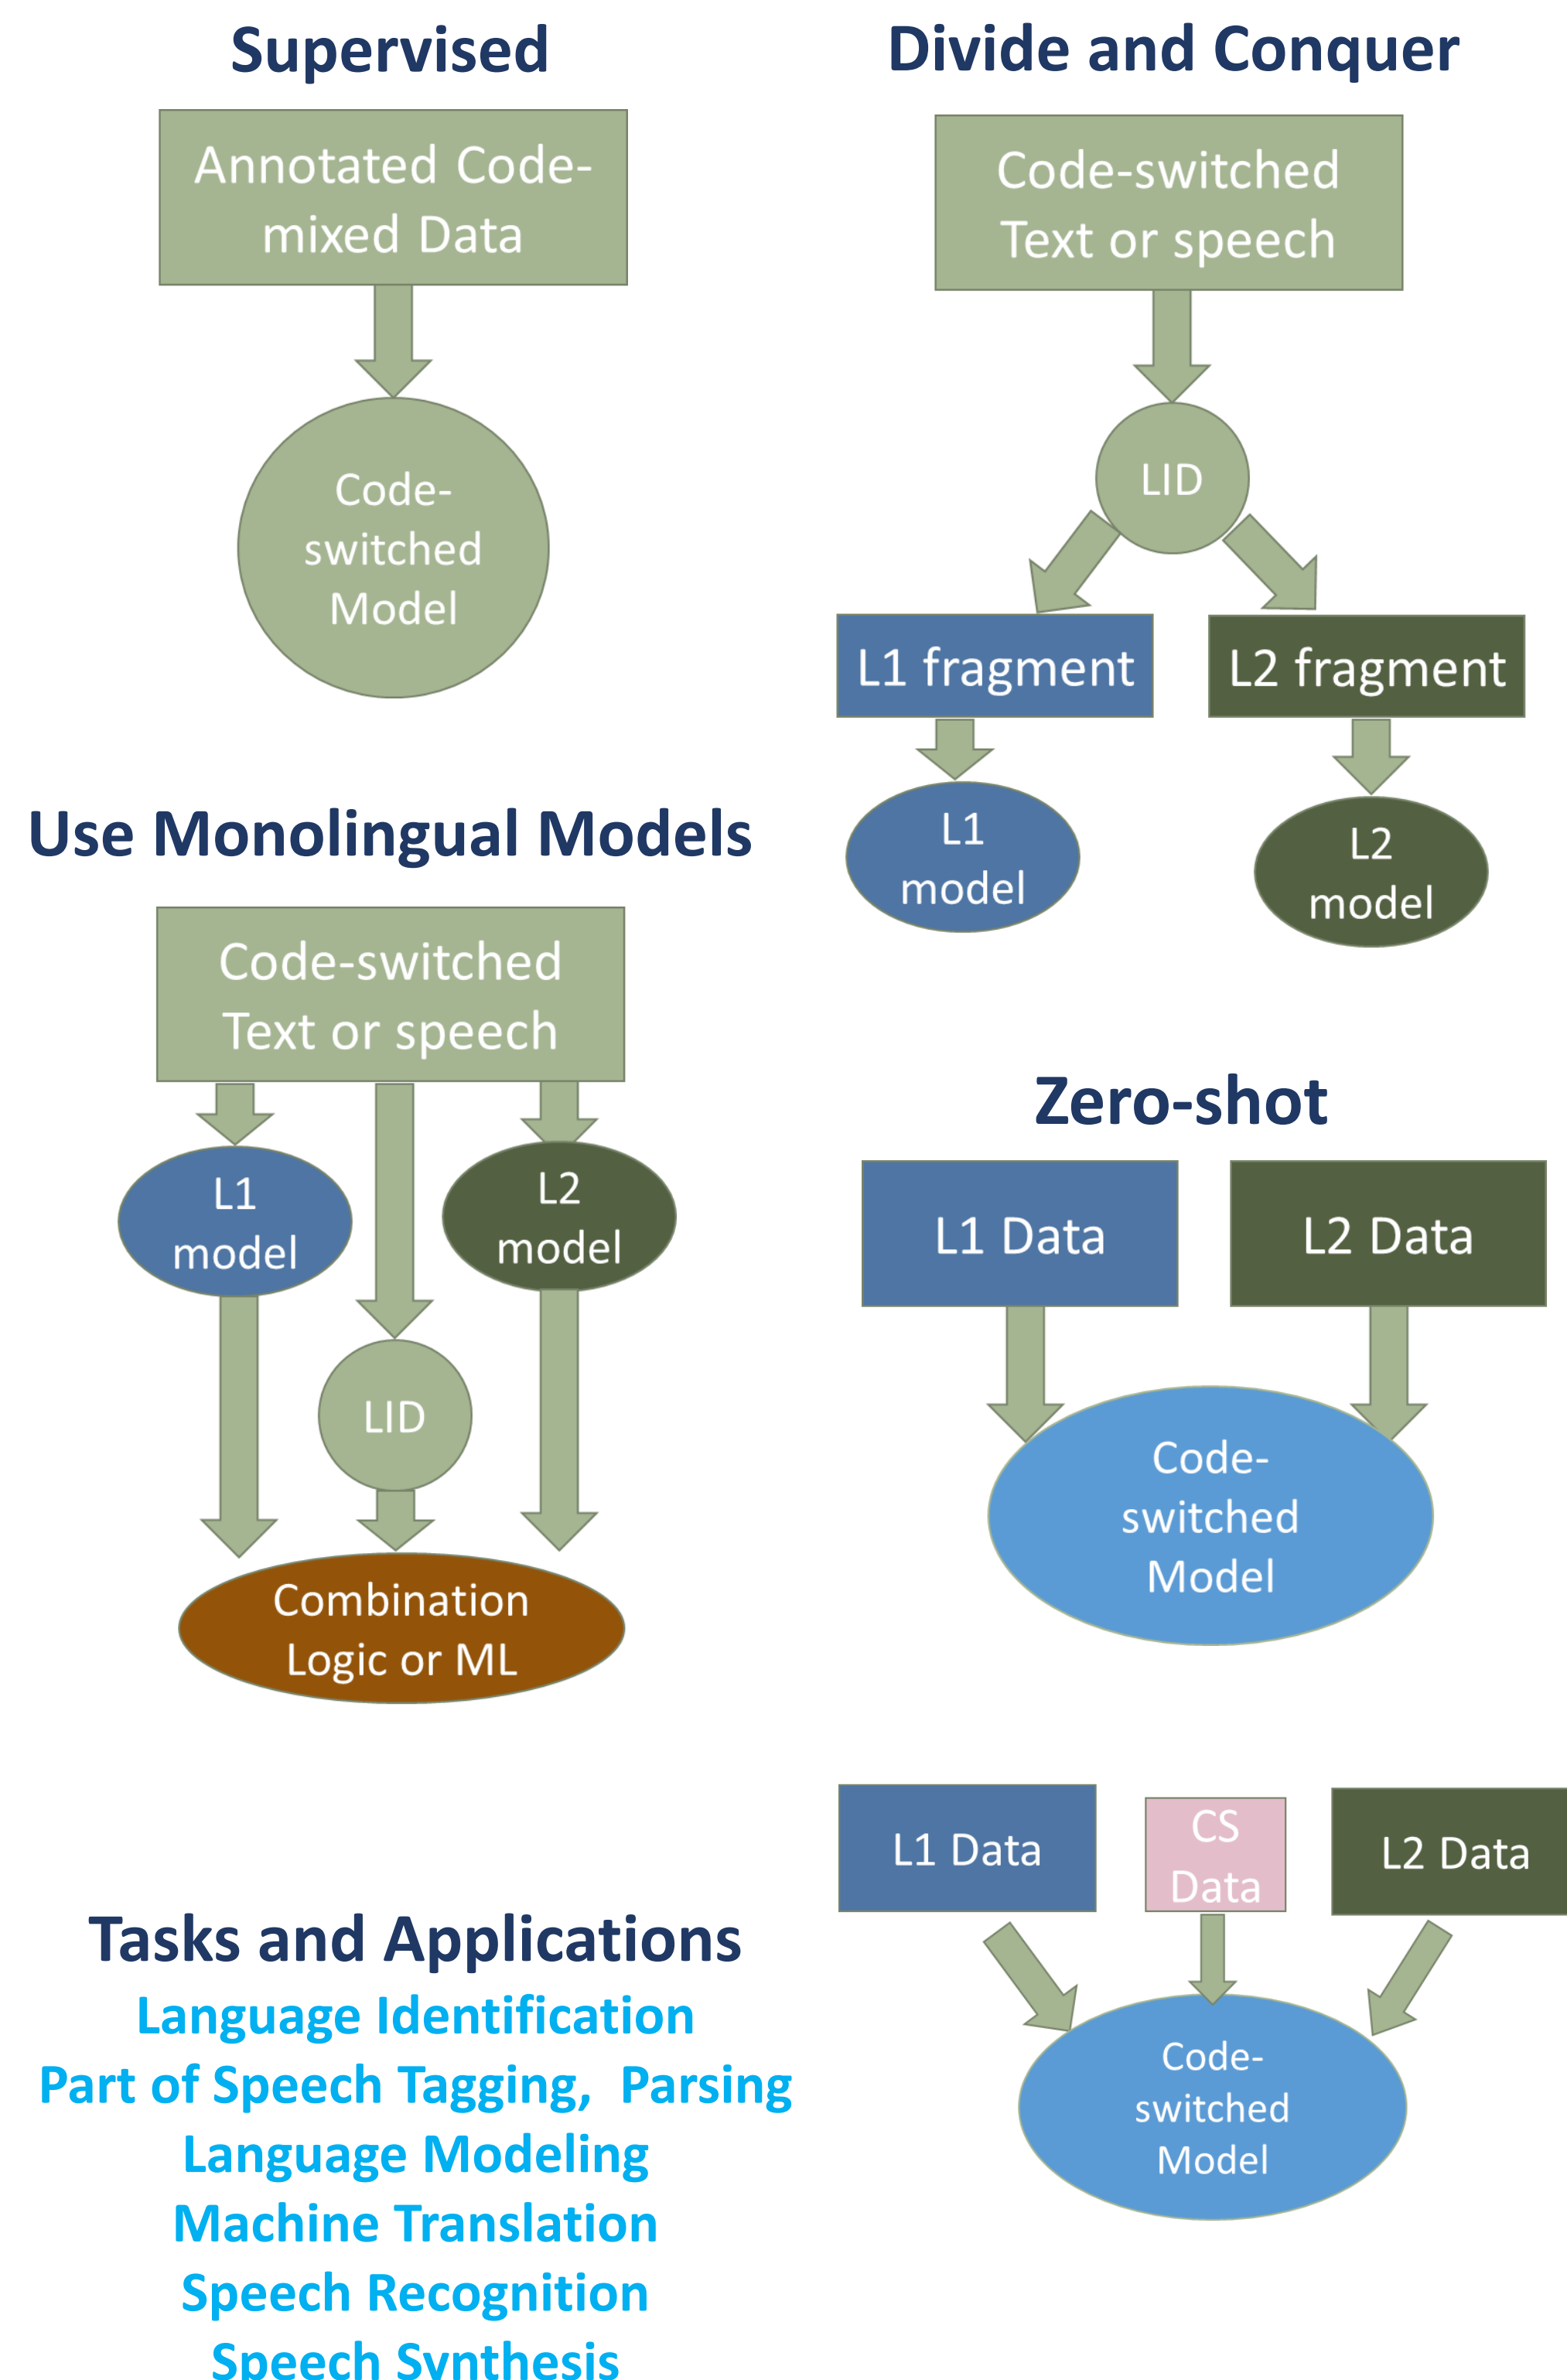 Supervised
Annotated Code-
mixed Data
Code-
switched
Model
Divide and Conquer
Code-switched
Text or speech
LID
L1 fragment
L2 fragment
L1
model
L2
model
Use Monolingual Models
Code-switched
Text or speech
L1
model
L2
model
LID
Combination
Logic or ML
Zero-shot
L1 Data
L2 Data
Code-
switched
Model
L1 Data
CS
Data
L2 Data
Code-
switched
Model
Tasks and Applications
Language Identification
Part of Speech Tagging, Parsing
Language Modeling
Machine Translation
Speech Recognition
Speech Synthesis